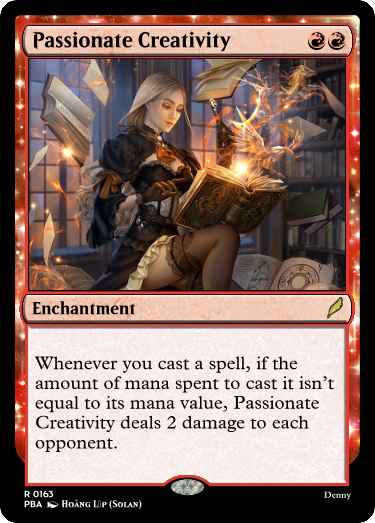 Passionate Creativity
Enchantment
Whenever you cast a spell, if the
amount of mana spent to cast it isn't
equal to its mana value, Passionate
Creativity deals 2 damage to each
opponent.
R 0163
PBA Hoàng Lập (Solan)
Denny